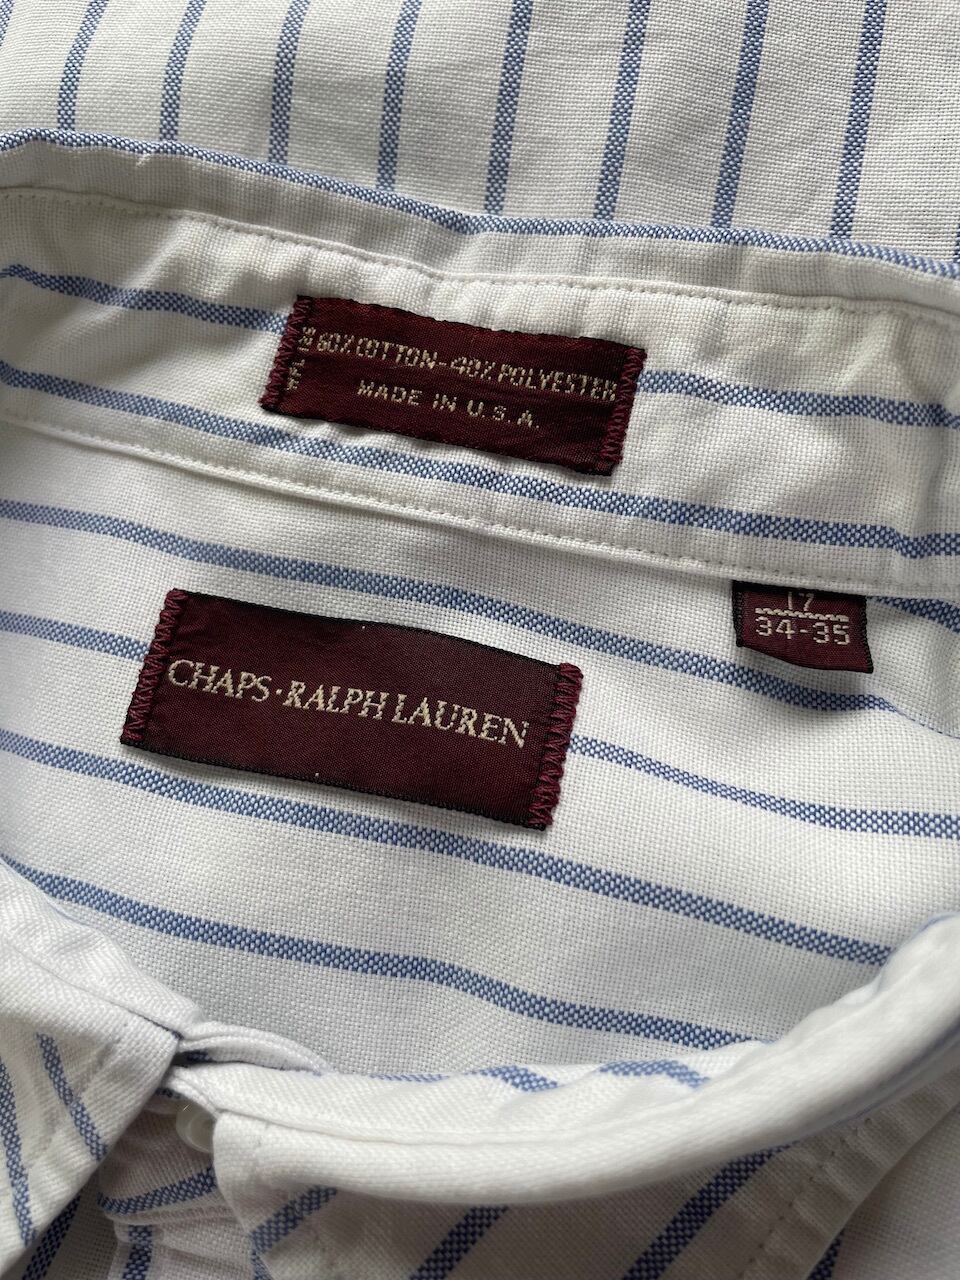 60% COTTON-40% POLYESTER
MADE IN U.S.A.
17
34-35
CHAPS·RALPH LAUREN